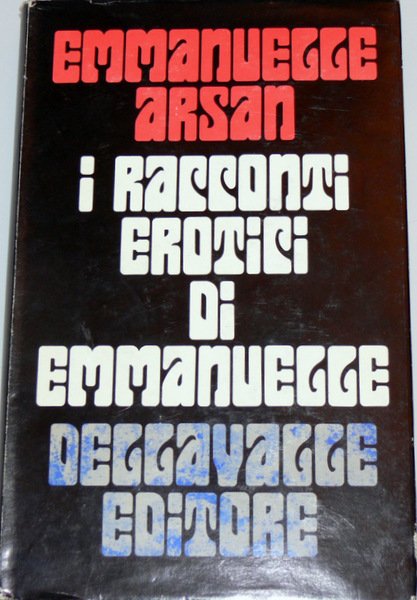 EMMANUELLE
ARSAN
i RACCONTi
EROTiCi
Di
EMMANUELLE
DELLAVALLE
EDiTORE